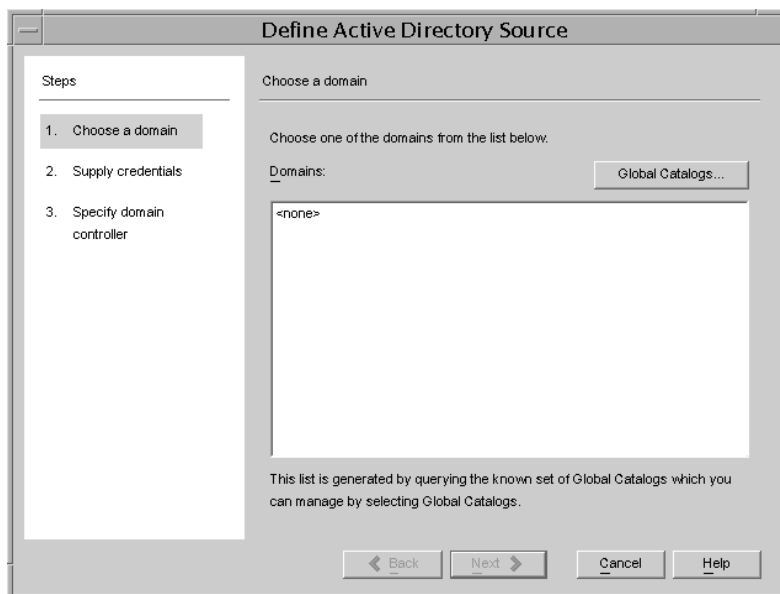 Define Active Directory Source
Steps
1. Choose a domain
2. Supply credentials
3. Specify domain
controller
Choose a domain
Choose one of the domains from the list below.
Domains:
Global Catalogs...
<none>
This list is generated by querying the known set of Global Catalogs which you
can manage by selecting Global Catalogs.
Back
Next
Cancel
Help